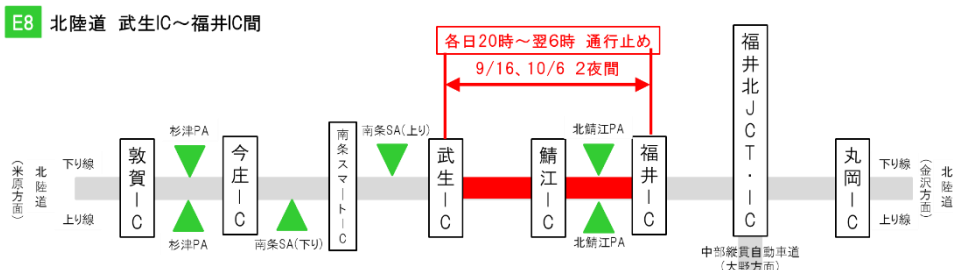 E8 北陸道 武生IC～福井IC間
各日20時～翌6時 通行止め
9/16、10/6 2夜間
北陸道
(米原方面)
下り線
上り線
敦賀IC
杉津PA
杉津PA
今庄IC
南条SA(下り)
南条スマートIC
南条SA(上り)
武生IC
鯖江IC
北鯖江PA
北鯖江PA
福井IC
福井北JCT・IC
中部縦貫自動車道
(大野方面)
丸岡IC
下り線
上り線
北陸道
(金沢方面)